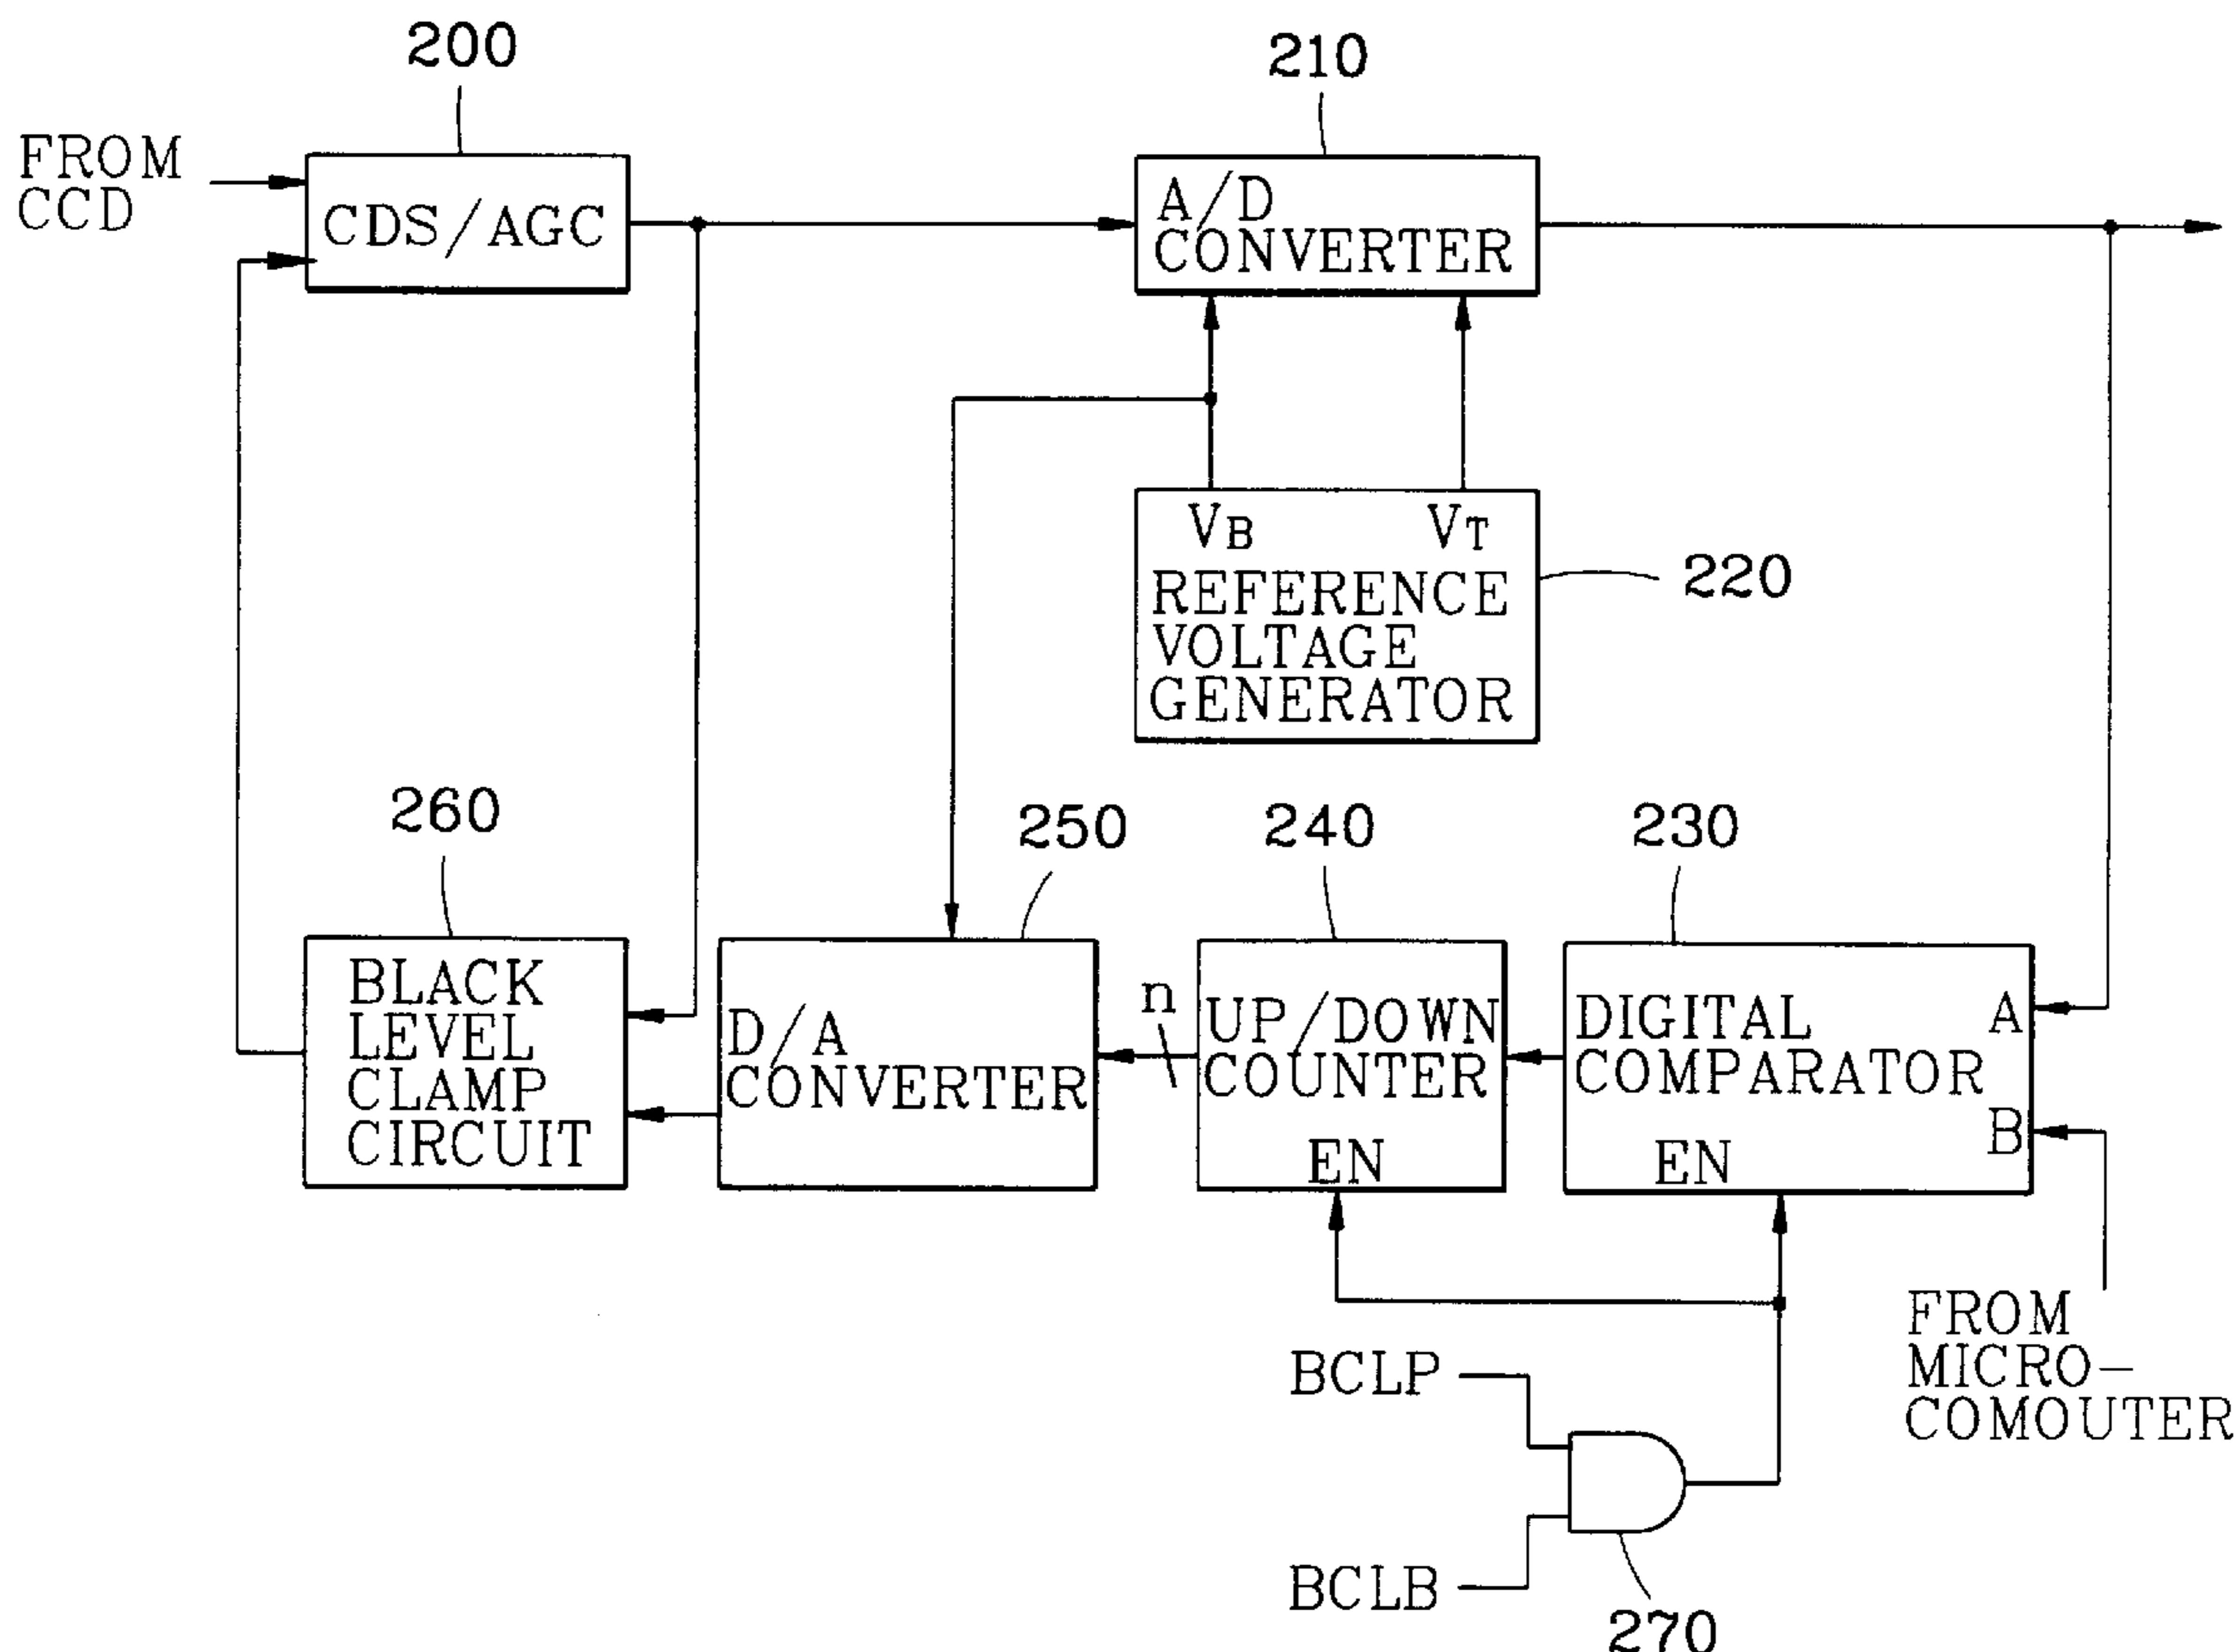 200
210
FROM
CCD
CDS/AGC
A/D
CONVERTER
VB VT
REFERENCE
VOLTAGE
GENERATOR
220
260
250
240
230
BLACK
LEVEL
CLAMP
CIRCUIT
D/A
CONVERTER
n
UP/DOWN
COUNTER
EN
DIGITAL
COMPARATOR
A
B
EN
FROM
MICRO-
COMOUTER
BCLP
BCLB
270